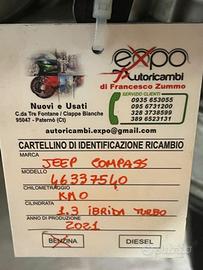 expo
Autoricambi
di Francesco Zummo
SERVIZIO CLIENTI
0935 653055
095 6731200
328 3738599
389 6523131
Nuovi e Usati
C.da Tre Fontane / Ciappe Bianche
95047 - Paternò (Ct)
autoricambi.expo@gmail.com
CARTELLINO DI IDENTIFICAZIONE RICAMBIO
MARCA
JEEP COMPASS
MODELLO
46337540
CHILOMETRAGGIO
KM0
CILINDRATA
1.3 IBRIDA TURBO
ANNO DI PRODUZIONE
2021
BENZINA
DIESEL